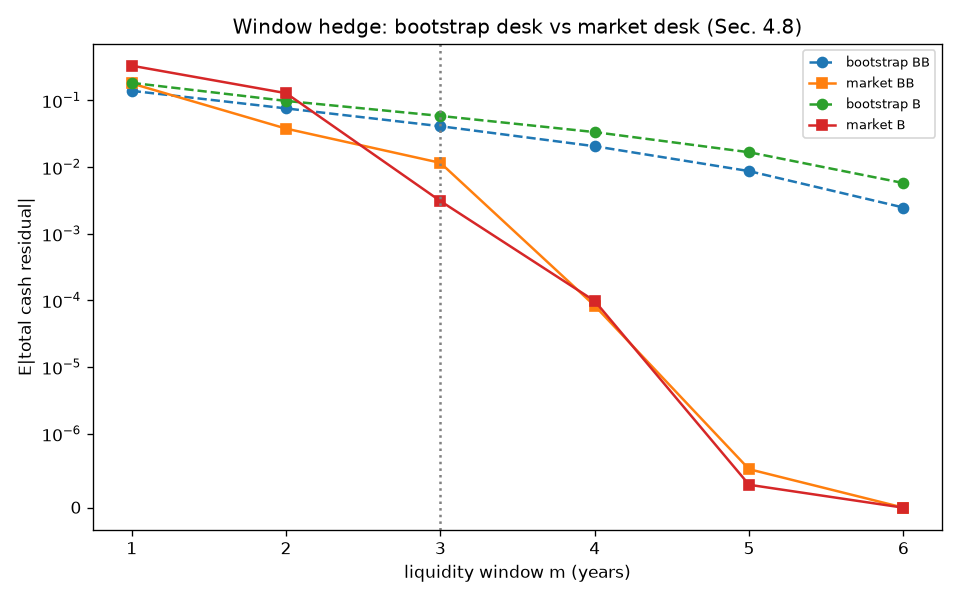 Window hedge: bootstrap desk vs market desk (Sec. 4.8)
bootstrap BB
market BB
bootstrap B
market B
E|total cash residual|
10⁻¹
10⁻²
10⁻³
10⁻⁴
10⁻⁵
10⁻⁶
0
1 2 3 4 5 6
liquidity window m (years)